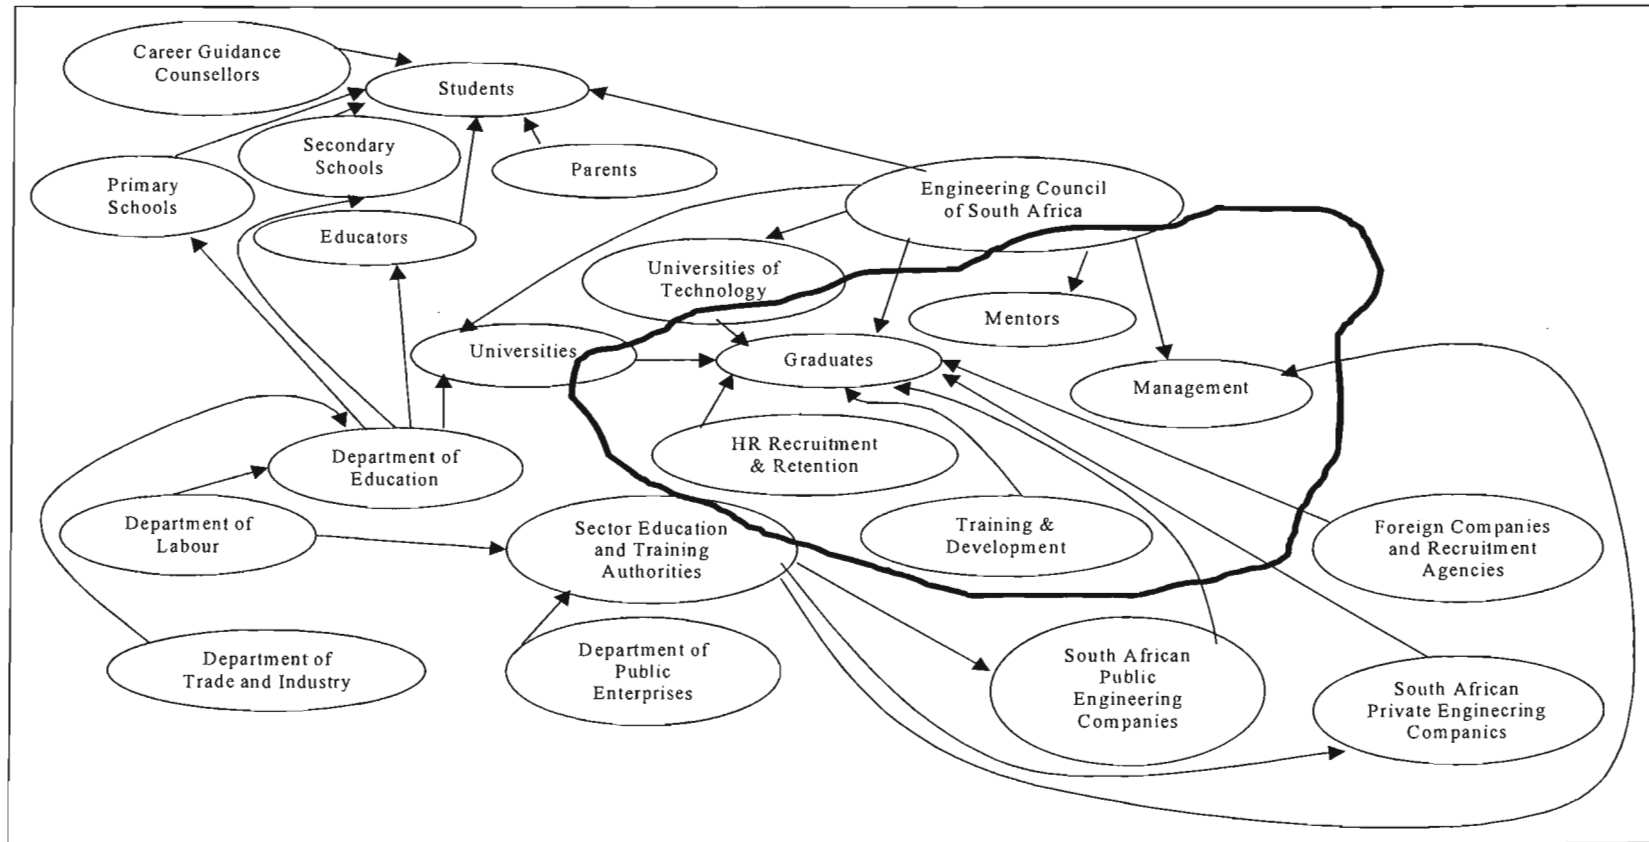 Career Guidance
Counsellors
Students
Secondary
Schools
Parents
Primary
Schools
Educators
Engineering Council
of South Africa
Universities of
Technology
Mentors
Universities
Graduates
Management
HR Recruitment
& Retention
Department of
Education
Department of
Labour
Sector Education
and Training
Authorities
Training &
Development
Foreign Companies
and Recruitment
Agencies
Department of
Trade and Industry
Department of
Public
Enterprises
South African
Public
Engineering
Companies
South African
Private Engineering
Companies